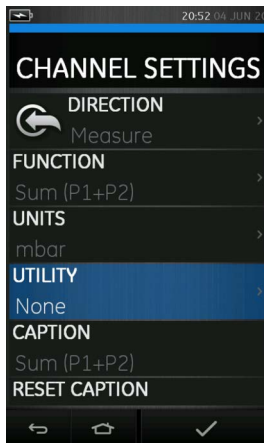 20:52 04 JUN 20
CHANNEL SETTINGS
DIRECTION
Measure
FUNCTION
Sum (P1+P2)
UNITS
mbar
UTILITY
None
CAPTION
Sum (P1+P2)
RESET CAPTION